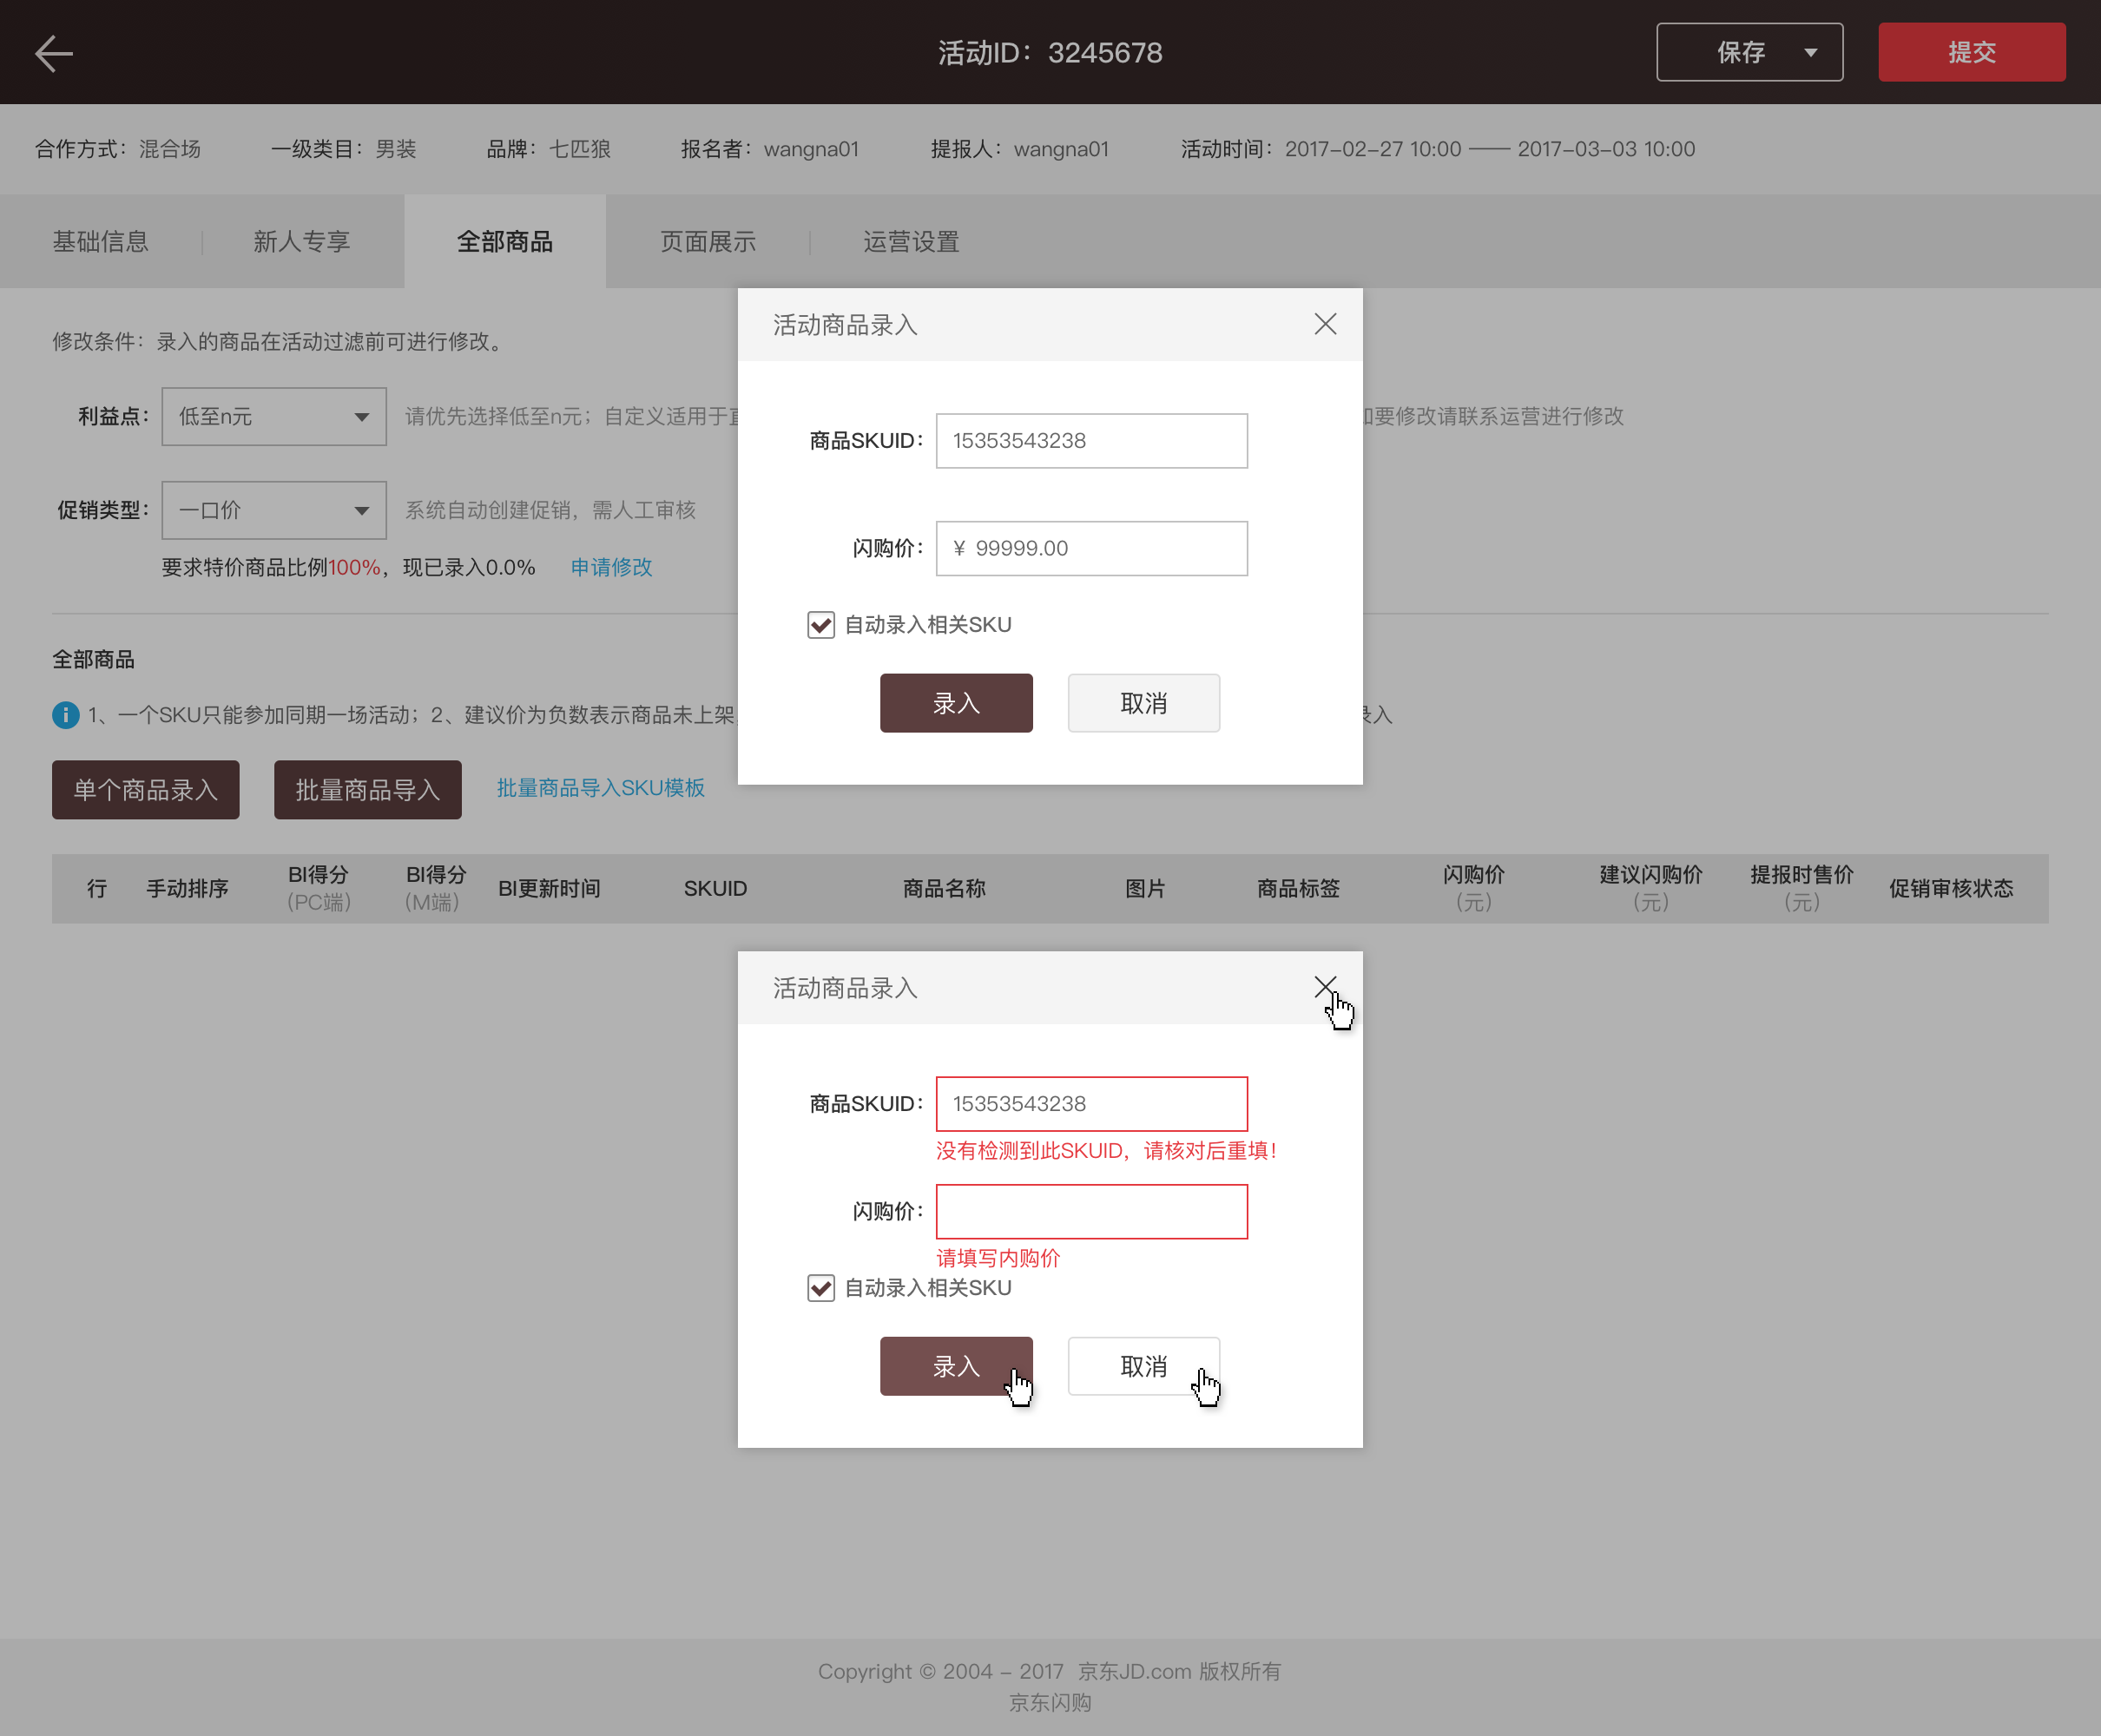 活动ID：3245678
保存
提交
合作方式：混合场 一级类目：男装 品牌：七匹狼 报名者：wangna01 提报人：wangna01 活动时间：2017-02-27 10:00 —— 2017-03-03 10:00
基础信息 新人专享 全部商品 页面展示 运营设置
修改条件：录入的商品在活动过滤前可进行修改。
利益点： 低至n元 请优先选择低至n元；自定义适用于
要修改请联系运营进行修改
促销类型： 一口价 系统自动创建促销，需人工审核
要求特价商品比例100%，现已录入0.0% 申请修改
全部商品
1、一个SKU只能参加同期一场活动；2、建议价为负数表示商品未上架
录入
单个商品录入 批量商品导入 批量商品导入SKU模板
活动商品录入
商品SKUID： 15353543238
闪购价： ¥ 99999.00
自动录入相关SKU
录入 取消
行 手动排序 BI得分（PC端） BI得分（M端） BI更新时间 SKUID 商品名称 图片 商品标签 闪购价（元） 建议闪购价（元） 提报时售价（元） 促销审核状态
活动商品录入
商品SKUID： 15353543238
没有检测到此SKUID，请核对后重填！
闪购价：
请填写内购价
自动录入相关SKU
录入 取消
Copyright © 2004 - 2017 京东JD.com 版权所有
京东闪购